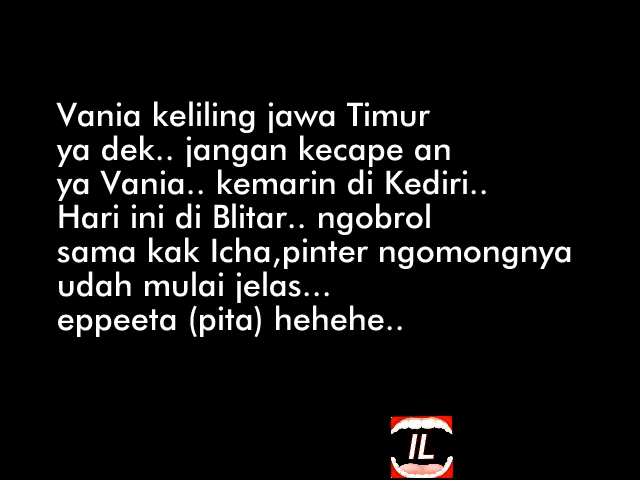 Vania keliling jawa Timur
ya dek.. jangan kecape an
ya Vania.. kemarin di Kediri..
Hari ini di Blitar.. ngobrol
sama kak Icha,pinter ngomongnya
udah mulai jelas...
eppeeta (pita) hehehe..
IL